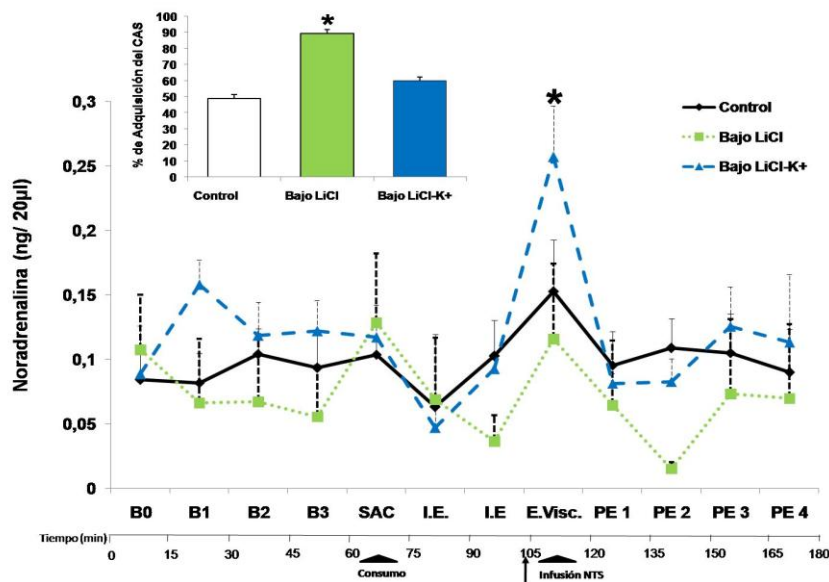 % de Adquisición del CAS
100
90
80
70
60
50
40
30
20
10
0
*
Control
Bajo LiCl
Bajo LiCl-K+
Noradrenalina (ng/ 20µl)
0,3
0,25
0,2
0,15
0,1
0,05
0
*
Control
Bajo LiCl
Bajo LiCl-K+
B0 B1 B2 B3 SAC I.E. I.E E.Visc. PE 1 PE 2 PE 3 PE 4
Tiempo (min) 0 15 30 45 60 75 90 105 120 135 150 165 180
Consumo
Infusión NTS